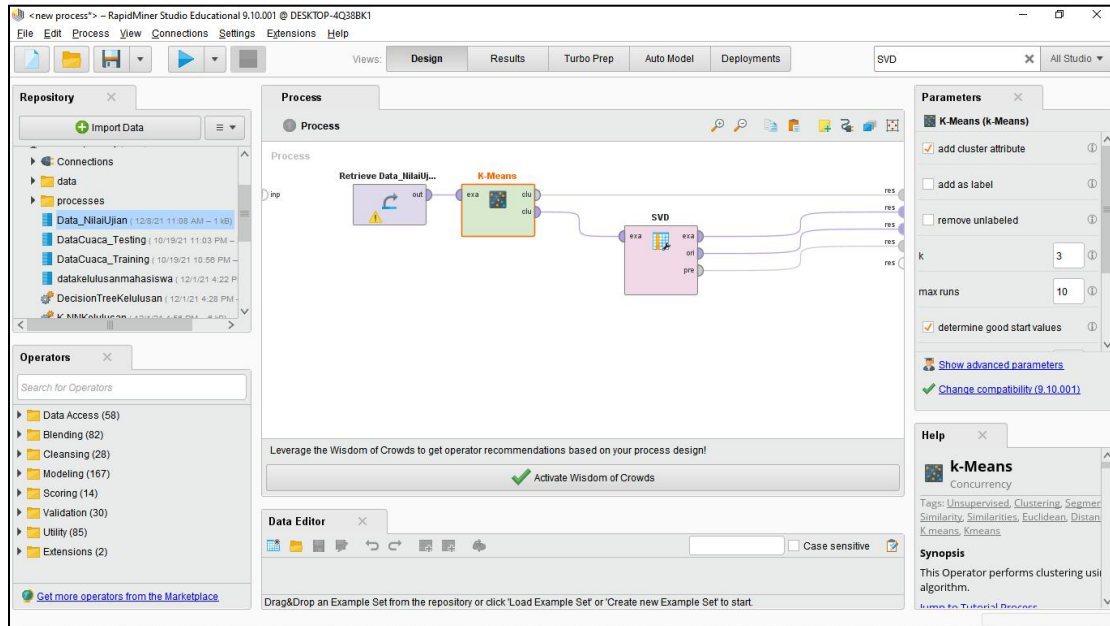 <new process*> – RapidMiner Studio Educational 9.10.001 @ DESKTOP-4Q38BK1
File Edit Process View Connections Settings Extensions Help
Views: Design Results Turbo Prep Auto Model Deployments
SVD
All Studio
Repository
Import Data
Connections
data
processes
Data_NilaiUjian (12/8/21 11:08 AM – 1 kB)
DataCuaca_Testing (10/19/21 11:03 PM –
DataCuaca_Training (10/19/21 10:56 PM –
datakelulusanmahasiswa (12/1/21 4:22 P
DecisionTreeKelulusan (12/1/21 4:28 PM -
Operators
Search for Operators
Data Access (58)
Blending (82)
Cleansing (28)
Modeling (167)
Scoring (14)
Validation (30)
Utility (85)
Extensions (2)
Get more operators from the Marketplace
Process
Process
Process
inp
Retrieve Data_NilaiUj...
out
K-Means
exa
clu
clu
SVD
exa
exa
ori
pre
res
res
res
res
res
Leverage the Wisdom of Crowds to get operator recommendations based on your process design!
Activate Wisdom of Crowds
Data Editor
Case sensitive
Drag&Drop an Example Set from the repository or click 'Load Example Set' or 'Create new Example Set' to start.
Parameters
K-Means (k-Means)
add cluster attribute
add as label
remove unlabeled
k 3
max runs 10
determine good start values
Show advanced parameters
Change compatibility (9.10.001)
Help
k-Means
Concurrency
Tags: Unsupervised, Clustering, Segmer
Similarity, Similarities, Euclidean, Distan
K means, Kmeans
Synopsis
This Operator performs clustering usi
algorithm.
Jump to Tutorial Process